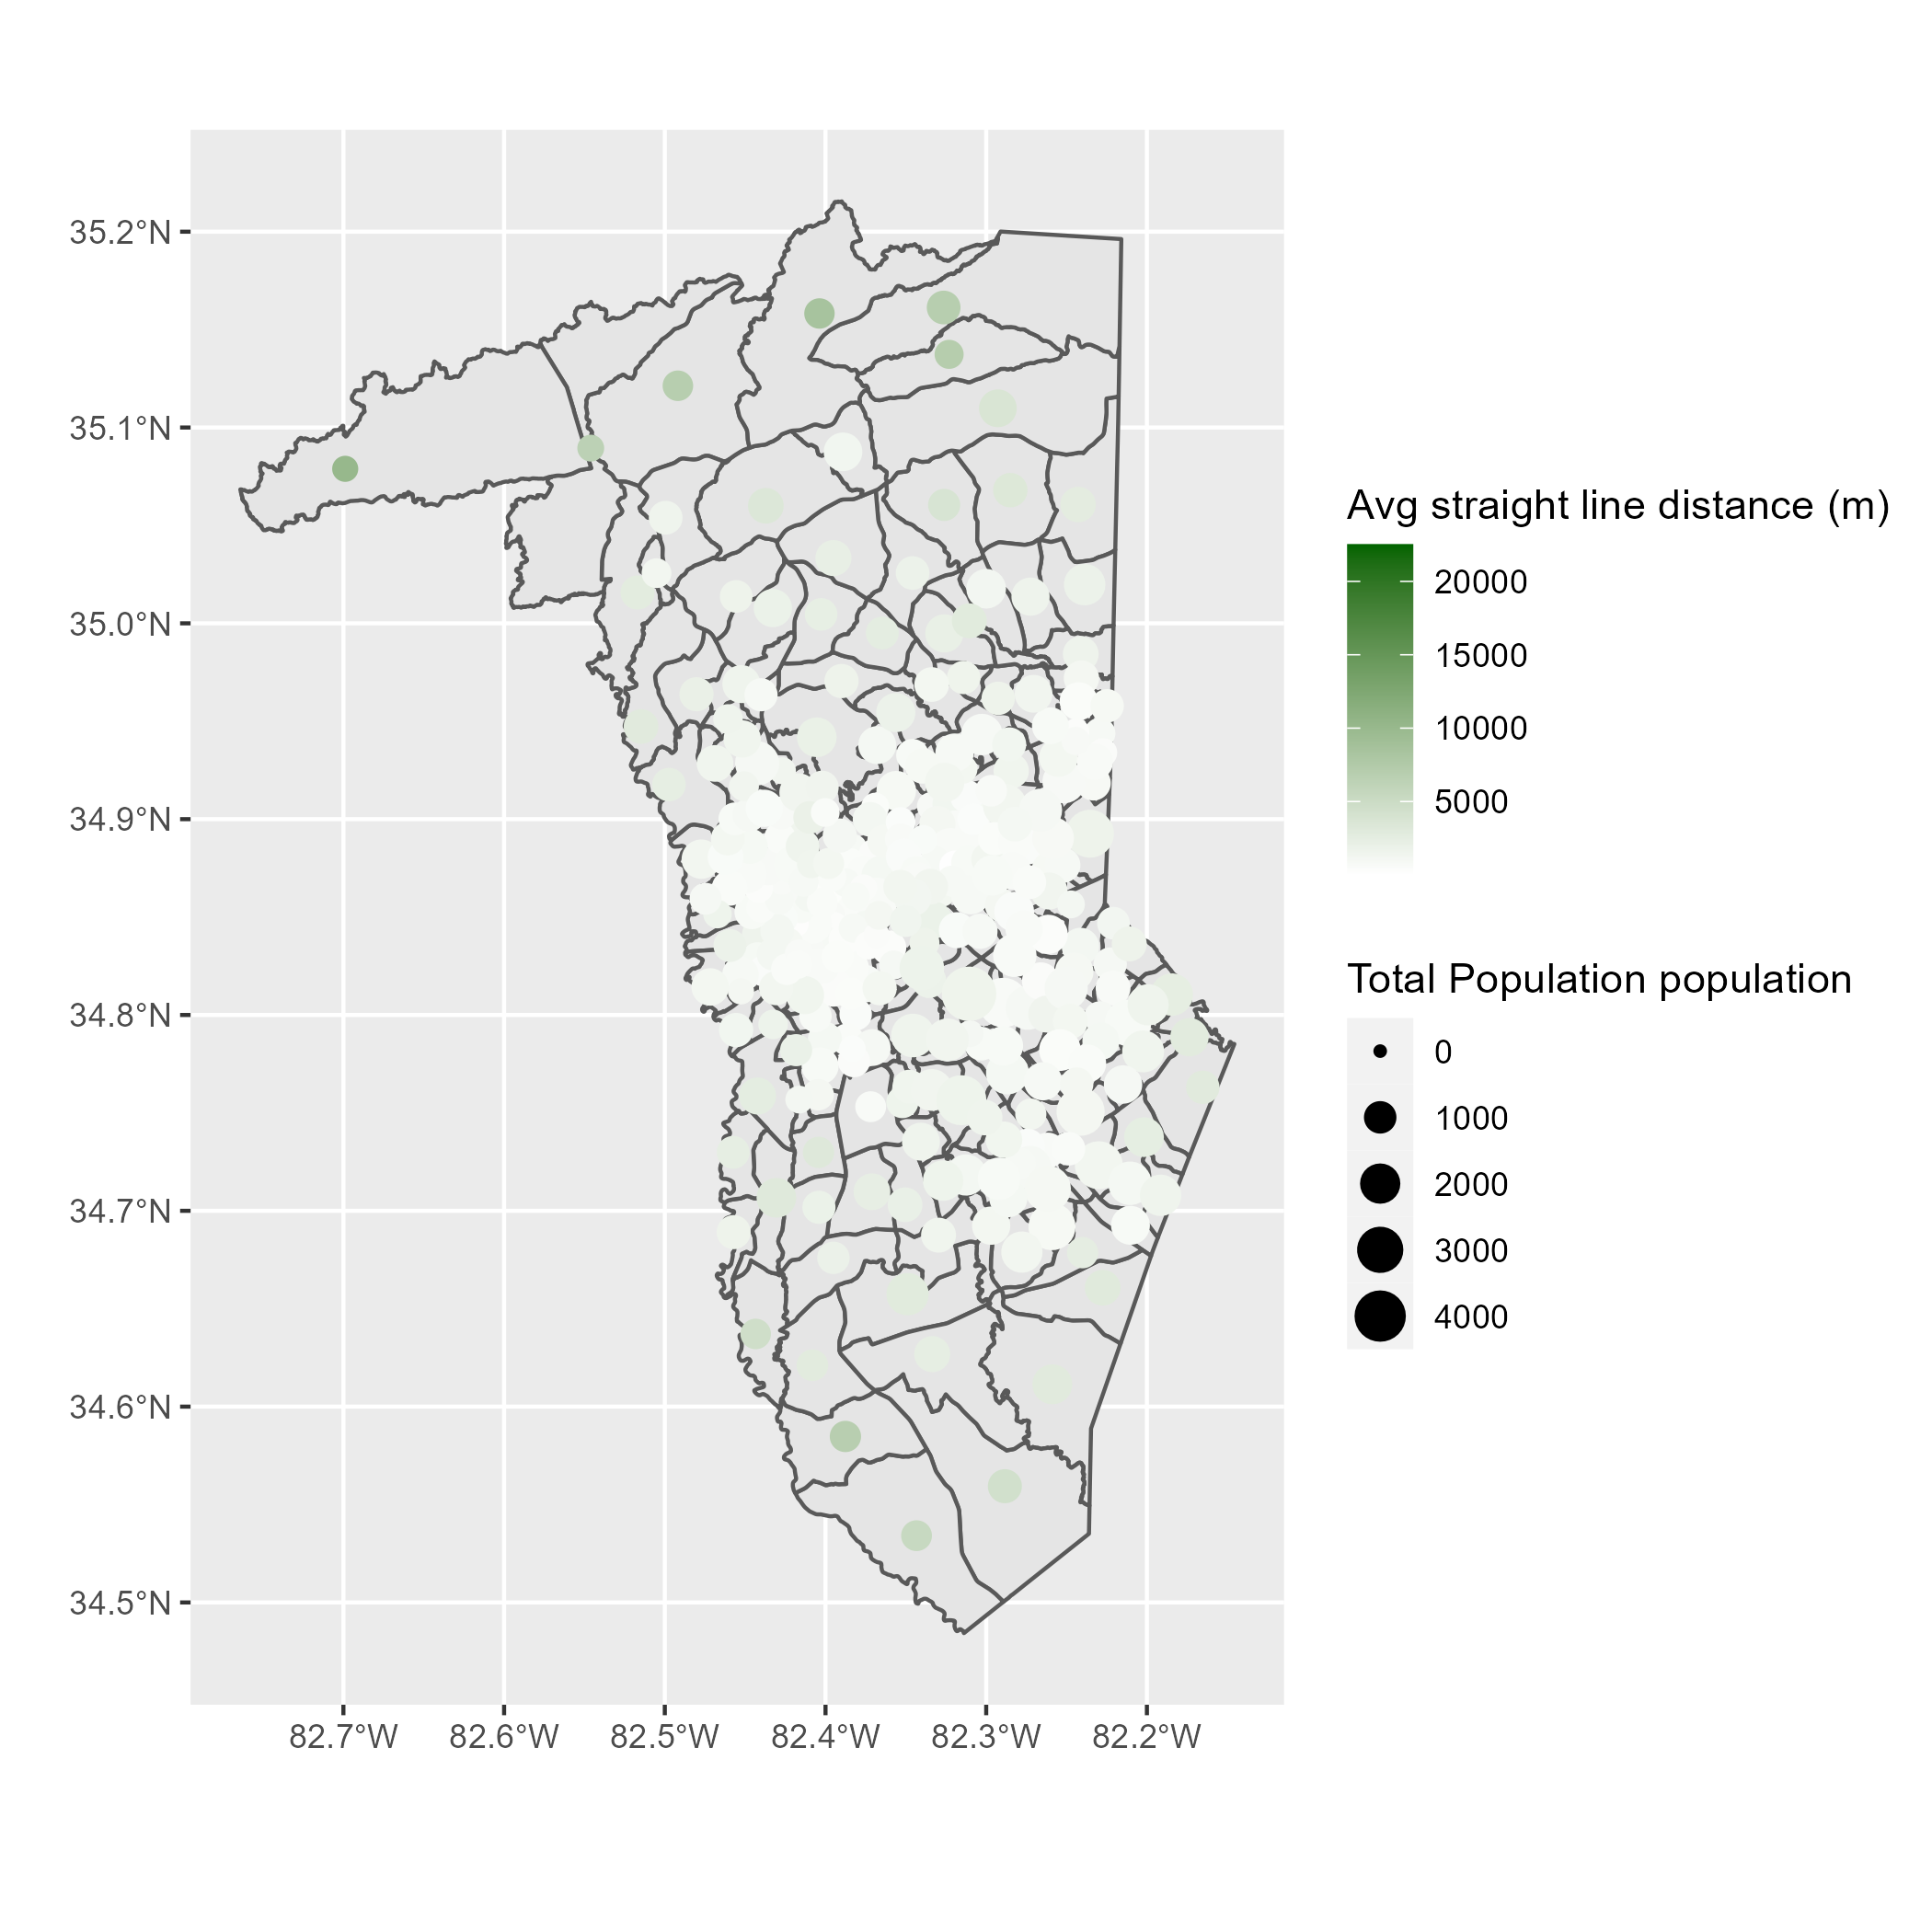 35.2°N
35.1°N
35.0°N
34.9°N
34.8°N
34.7°N
34.6°N
34.5°N
82.7°W
82.6°W
82.5°W
82.4°W
82.3°W
82.2°W
Avg straight line distance (m)
20000
15000
10000
5000
Total Population population
0
1000
2000
3000
4000